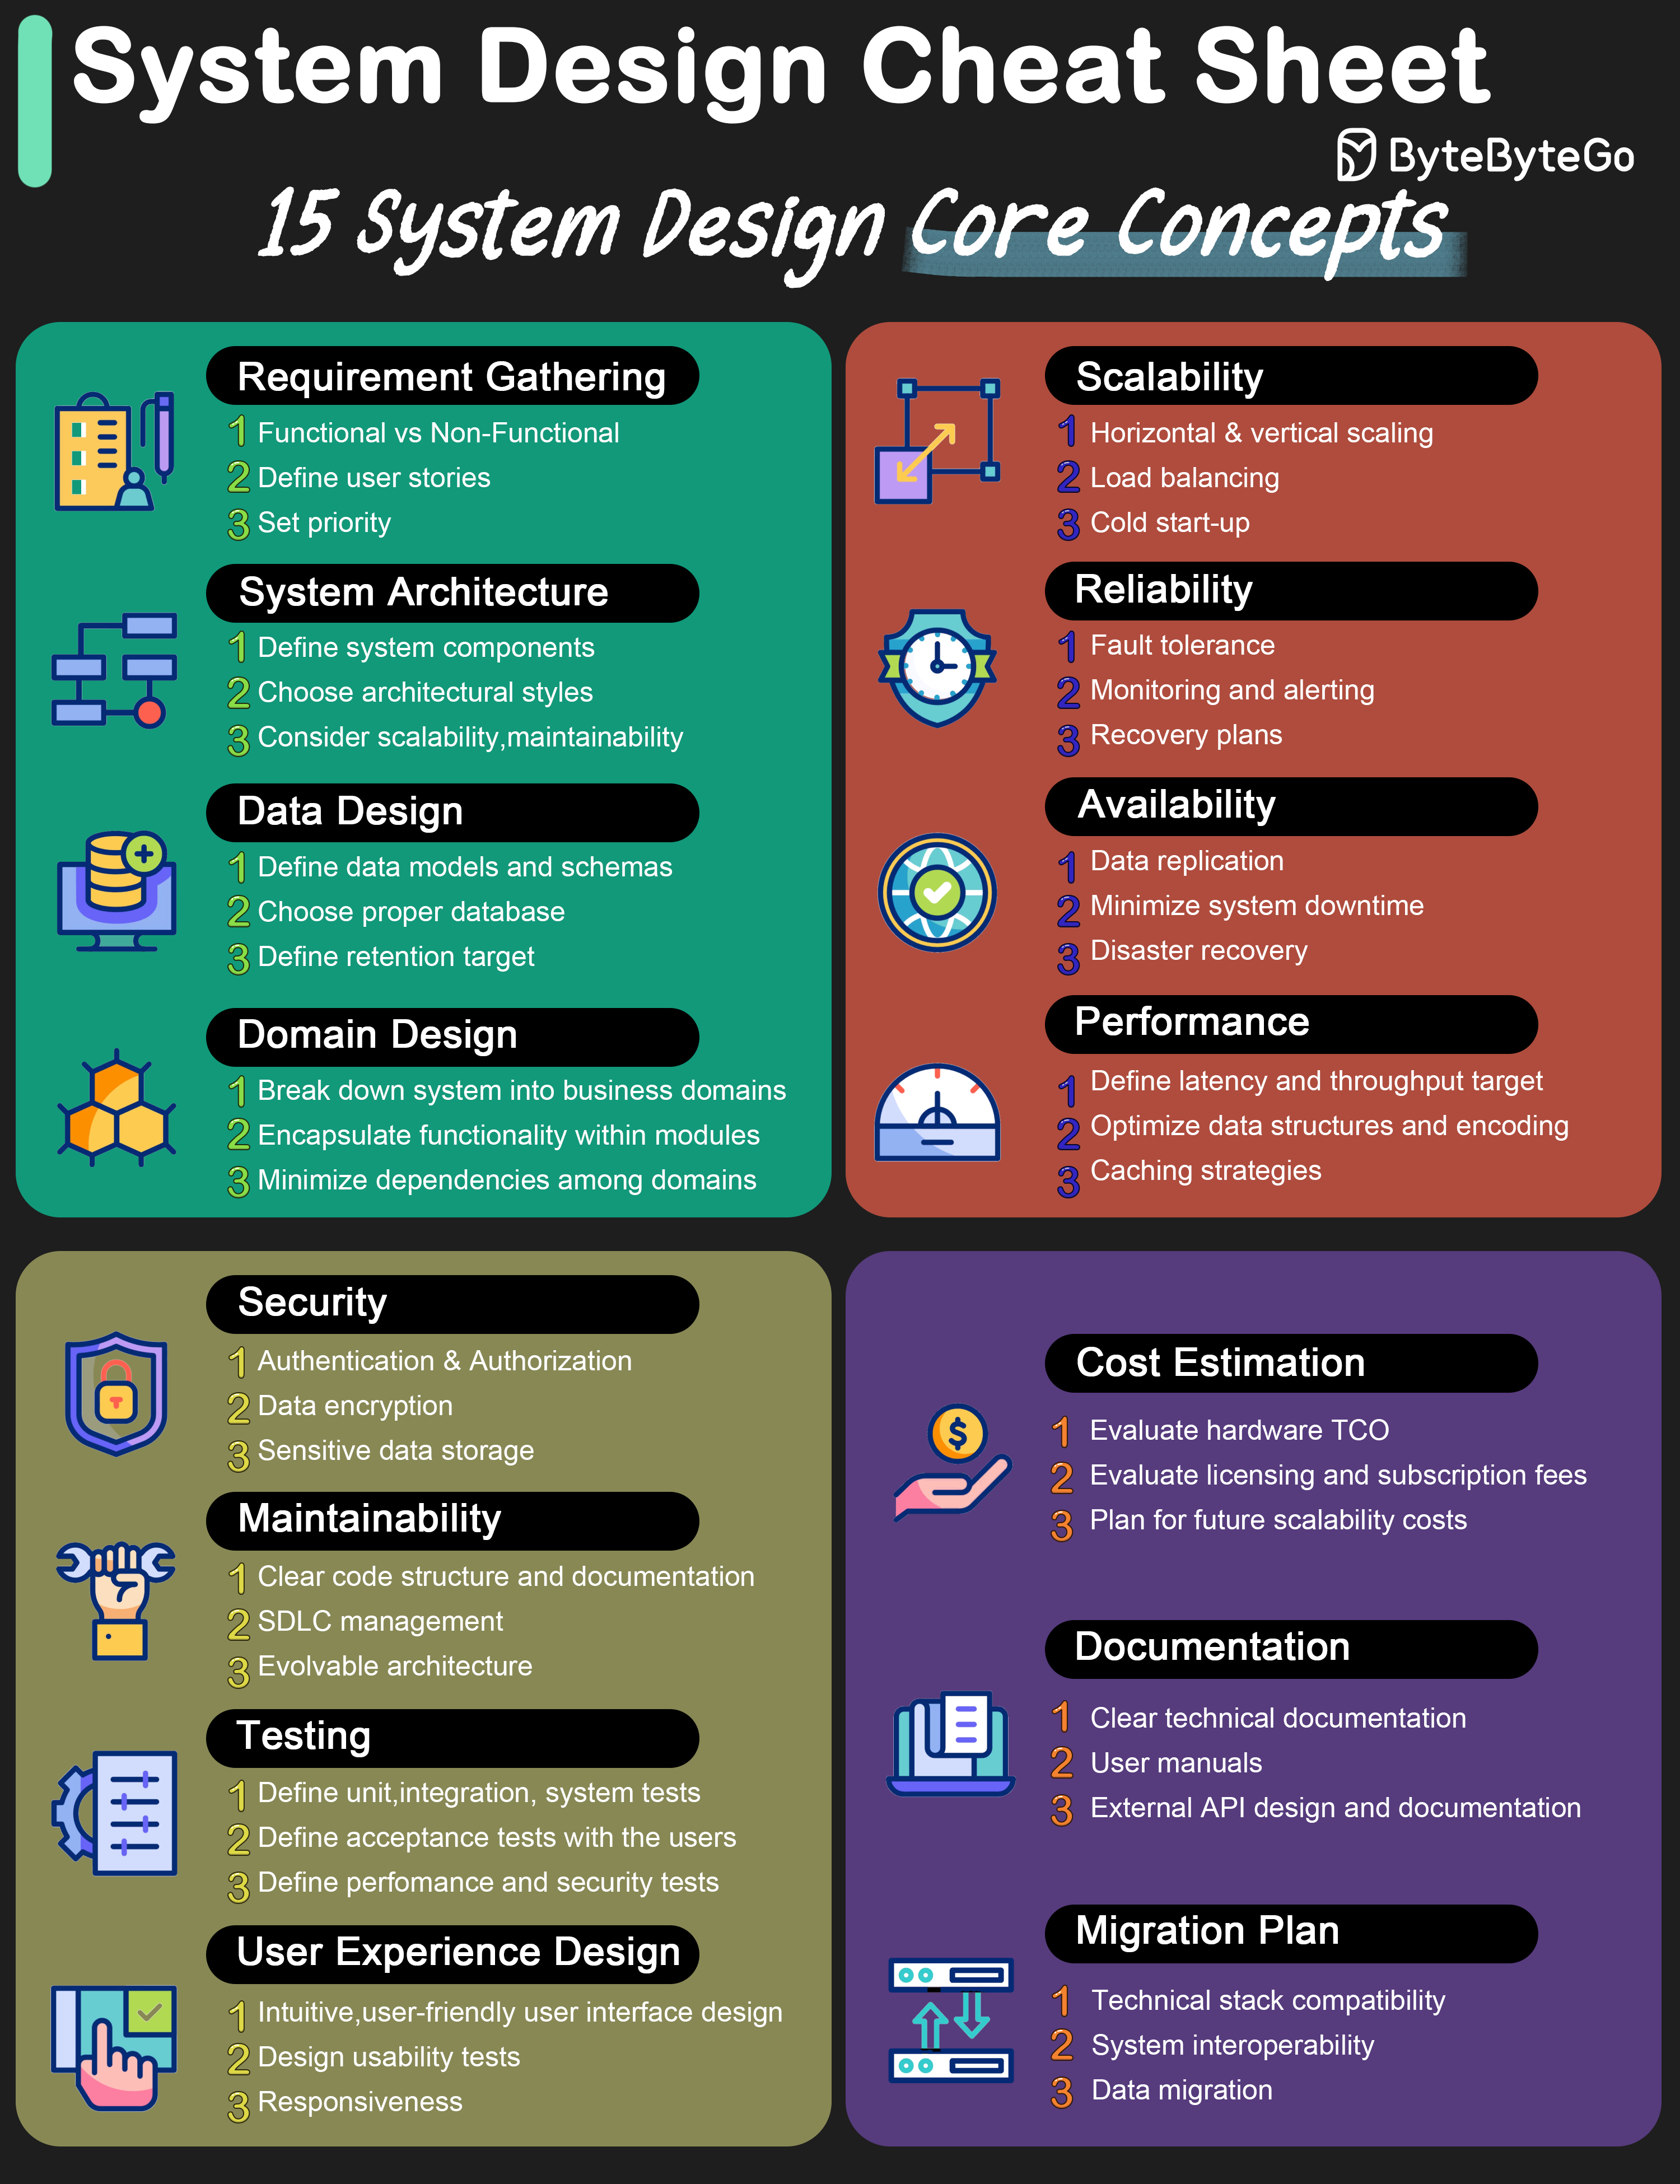 System Design Cheat Sheet
ByteByteGo
15 System Design Core Concepts
Requirement Gathering
1 Functional vs Non-Functional
2 Define user stories
3 Set priority
System Architecture
1 Define system components
2 Choose architectural styles
3 Consider scalability,maintainability
Data Design
1 Define data models and schemas
2 Choose proper database
3 Define retention target
Domain Design
1 Break down system into business domains
2 Encapsulate functionality within modules
3 Minimize dependencies among domains
Scalability
1 Horizontal & vertical scaling
2 Load balancing
3 Cold start-up
Reliability
1 Fault tolerance
2 Monitoring and alerting
3 Recovery plans
Availability
1 Data replication
2 Minimize system downtime
3 Disaster recovery
Performance
1 Define latency and throughput target
2 Optimize data structures and encoding
3 Caching strategies
Security
1 Authentication & Authorization
2 Data encryption
3 Sensitive data storage
Maintainability
1 Clear code structure and documentation
2 SDLC management
3 Evolvable architecture
Testing
1 Define unit,integration, system tests
2 Define acceptance tests with the users
3 Define perfomance and security tests
User Experience Design
1 Intuitive,user-friendly user interface design
2 Design usability tests
3 Responsiveness
Cost Estimation
$
1 Evaluate hardware TCO
2 Evaluate licensing and subscription fees
3 Plan for future scalability costs
Documentation
1 Clear technical documentation
2 User manuals
3 External API design and documentation
Migration Plan
1 Technical stack compatibility
2 System interoperability
3 Data migration